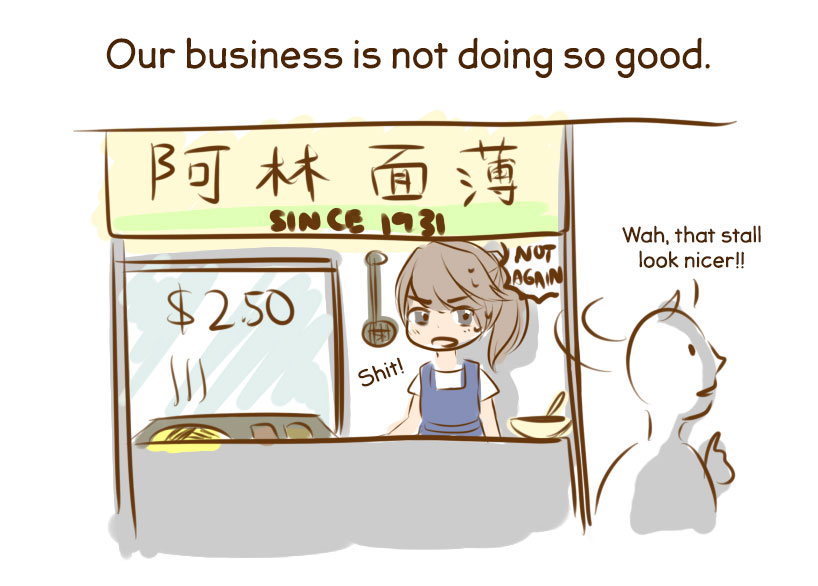 Our business is not doing so good.
阿林面薄
SINCE 1931
NOT
AGAIN
Wah, that stall
look nicer!!
$2.50
Shit!